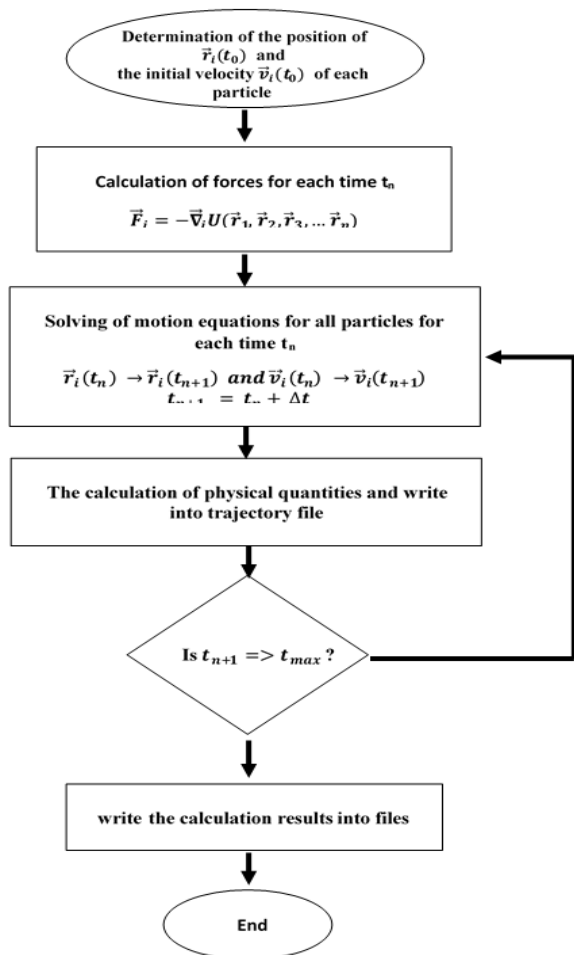 Determination of the position of
r⃗ᵢ(t₀) and
the initial velocity v⃗ᵢ(t₀) of each
particle
Calculation of forces for each time tₙ
F⃗ᵢ = −∇⃗ᵢU(r⃗₁, r⃗₂, r⃗₃, … r⃗ₙ)
Solving of motion equations for all particles for
each time tₙ
r⃗ᵢ(tₙ) → r⃗ᵢ(tₙ₊₁) and v⃗ᵢ(tₙ) → v⃗ᵢ(tₙ₊₁)
tₙ₊₁ = tₙ + Δt
The calculation of physical quantities and write
into trajectory file
Is tₙ₊₁ => tₘₐₓ ?
write the calculation results into files
End